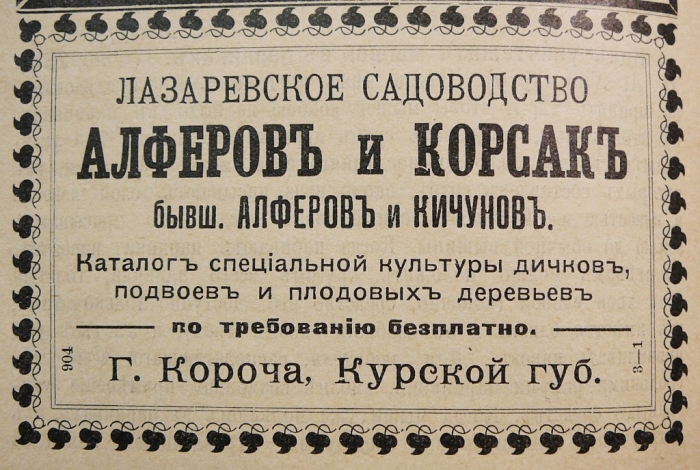 ЛАЗАРЕВСКОЕ САДОВОДСТВО
АЛФЕРОВЪ и КОРСАКЪ
бывш. АЛФЕРОВЪ и КИЧУНОВЪ.
Каталогъ спеціальной культуры дичковъ,
подвоевъ и плодовыхъ деревьевъ
по требованію безплатно.
Г. Короча, Курской губ.
904
3—1